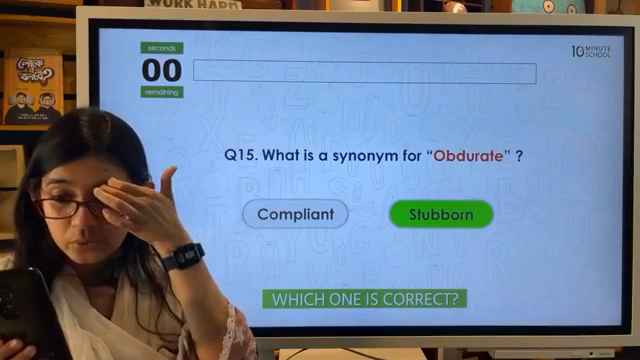 WORK HARD
seconds
00
remaining
10 MINUTE
SCHOOL
লোকে
কী
বলবে?
Q15. What is a synonym for “Obdurate” ?
Compliant
Stubborn
WHICH ONE IS CORRECT?